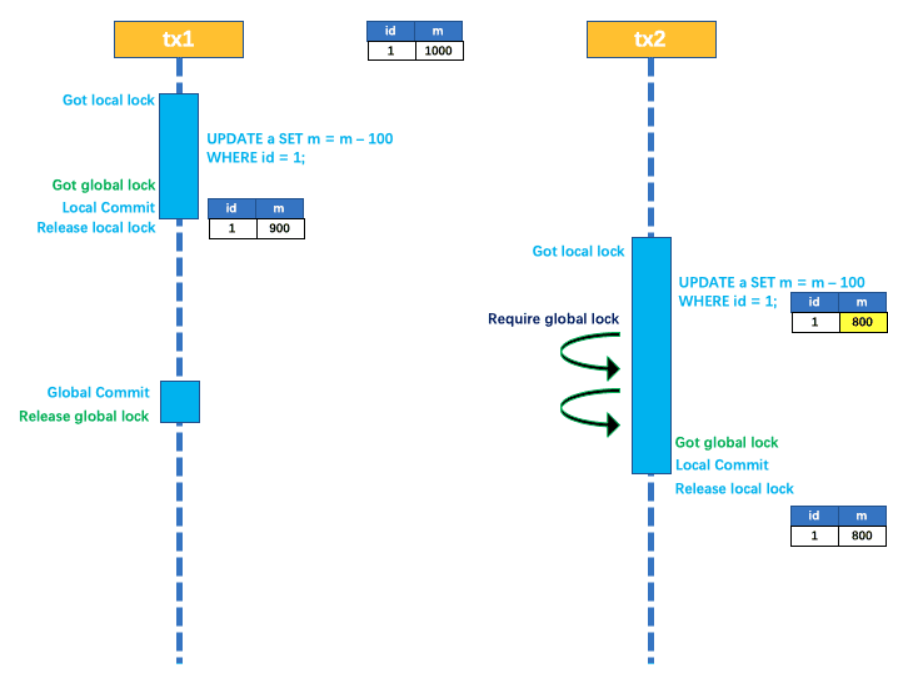 tx1
id m
1 1000
tx2
Got local lock
UPDATE a SET m = m – 100
WHERE id = 1;
Got global lock
Local Commit
Release local lock
id m
1 900
Got local lock
UPDATE a SET m = m – 100
WHERE id = 1;
id m
1 800
Require global lock
Global Commit
Release global lock
Got global lock
Local Commit
Release local lock
id m
1 800